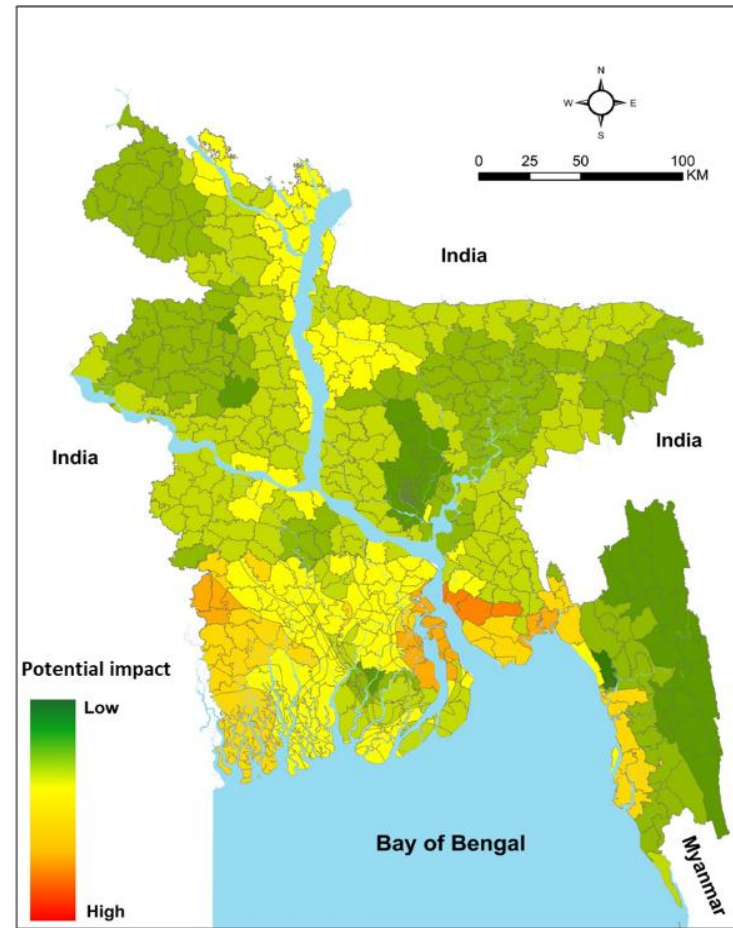 N
W E
S
0 25 50 100
KM
India
India
India
Potential impact
Low
High
Bay of Bengal
Myanmar